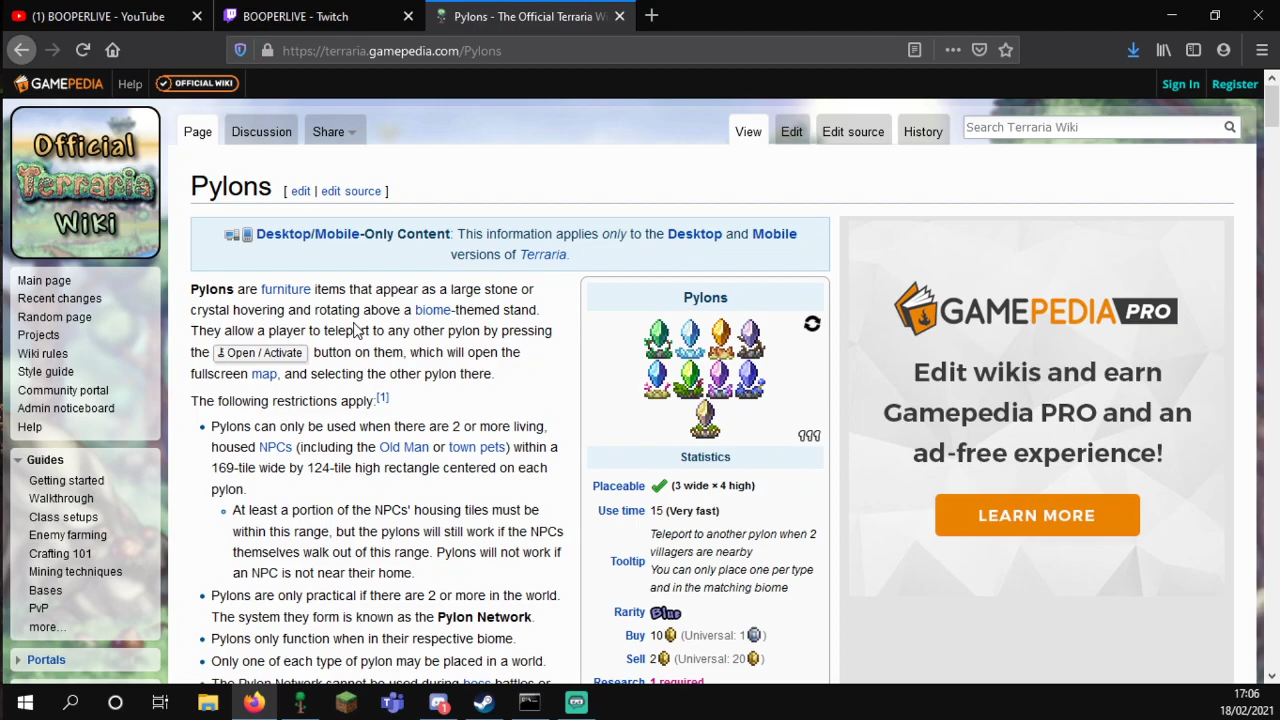 (1) BOOPERLIVE - YouTube
BOOPERLIVE - Twitch
Pylons - The Official Terraria Wi
https://terraria.gamepedia.com/Pylons
GAMEPEDIA
Help
OFFICIAL WIKI
Sign In
Register
Official
Terraria
Wiki
Page
Discussion
Share
View
Edit
Edit source
History
Search Terraria Wiki
Main page
Recent changes
Random page
Projects
Wiki rules
Style guide
Community portal
Admin noticeboard
Help
Guides
Getting started
Walkthrough
Class setups
Enemy farming
Crafting 101
Mining techniques
Bases
PvP
more...
Portals
Pylons [ edit | edit source ]
Desktop/Mobile-Only Content: This information applies only to the Desktop and Mobile
versions of Terraria.
Pylons are furniture items that appear as a large stone or
crystal hovering and rotating above a biome-themed stand.
They allow a player to teleport to any other pylon by pressing
the Open / Activate button on them, which will open the
fullscreen map, and selecting the other pylon there.
The following restrictions apply:[1]
Pylons can only be used when there are 2 or more living,
housed NPCs (including the Old Man or town pets) within a
169-tile wide by 124-tile high rectangle centered on each
pylon.
At least a portion of the NPCs' housing tiles must be
within this range, but the pylons will still work if the NPCs
themselves walk out of this range. Pylons will not work if
an NPC is not near their home.
Pylons are only practical if there are 2 or more in the world.
The system they form is known as the Pylon Network.
Pylons only function when in their respective biome.
Only one of each type of pylon may be placed in a world.
The Pylon Network cannot be used during boss battles or
Pylons
Statistics
Placeable (3 wide × 4 high)
Use time 15 (Very fast)
Tooltip
Teleport to another pylon when 2
villagers are nearby
You can only place one per type
and in the matching biome
Rarity Blue
Buy 10 (Universal: 1)
Sell 2 (Universal: 20)
Research 1 required
GAMEPEDIA PRO
Edit wikis and earn
Gamepedia PRO and an
ad-free experience!
LEARN MORE
17:06
18/02/2021